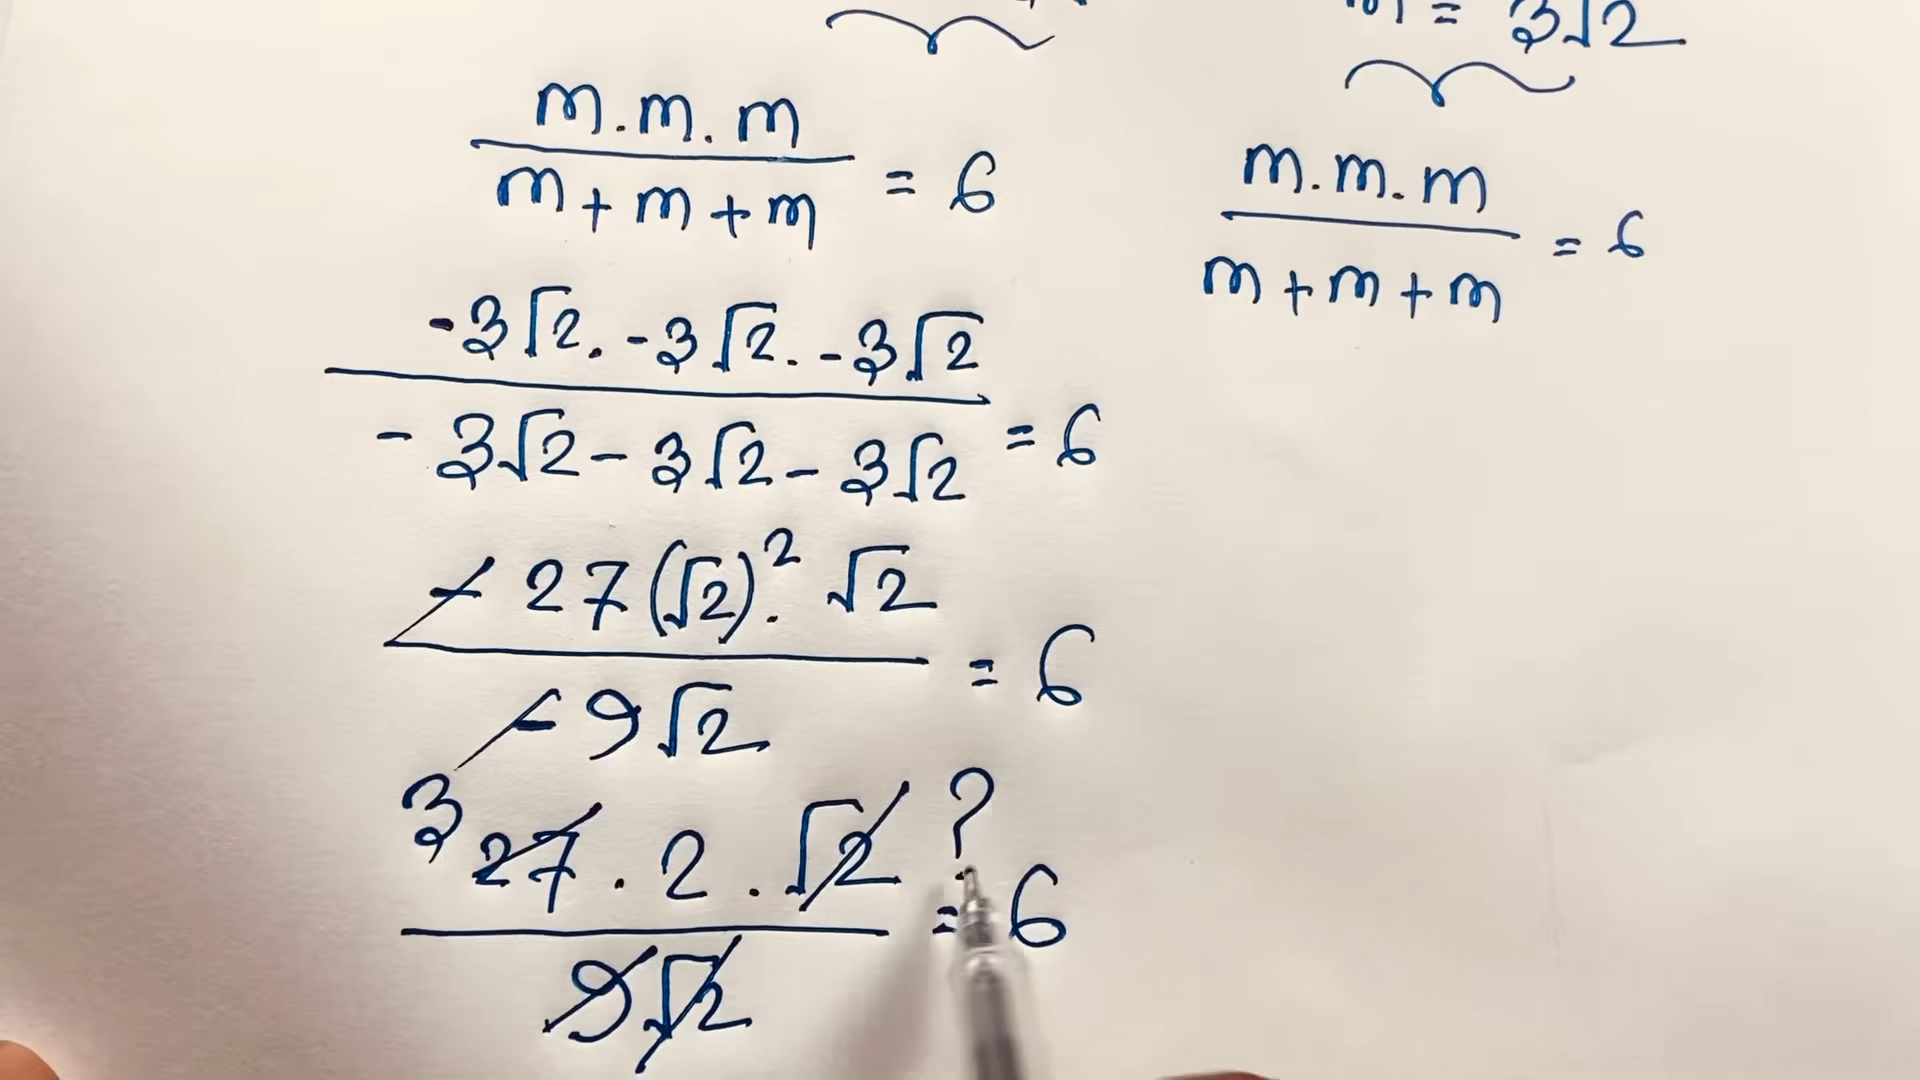 m = 3√2
m.m.m
m+m+m = 6
m.m.m
m+m+m = 6
-3√2. -3√2. -3√2
-3√2 - 3√2 - 3√2 = 6
-27(√2)². √2
-9√2 = 6
3 27 . 2 . √2 ?
9√2 = 6